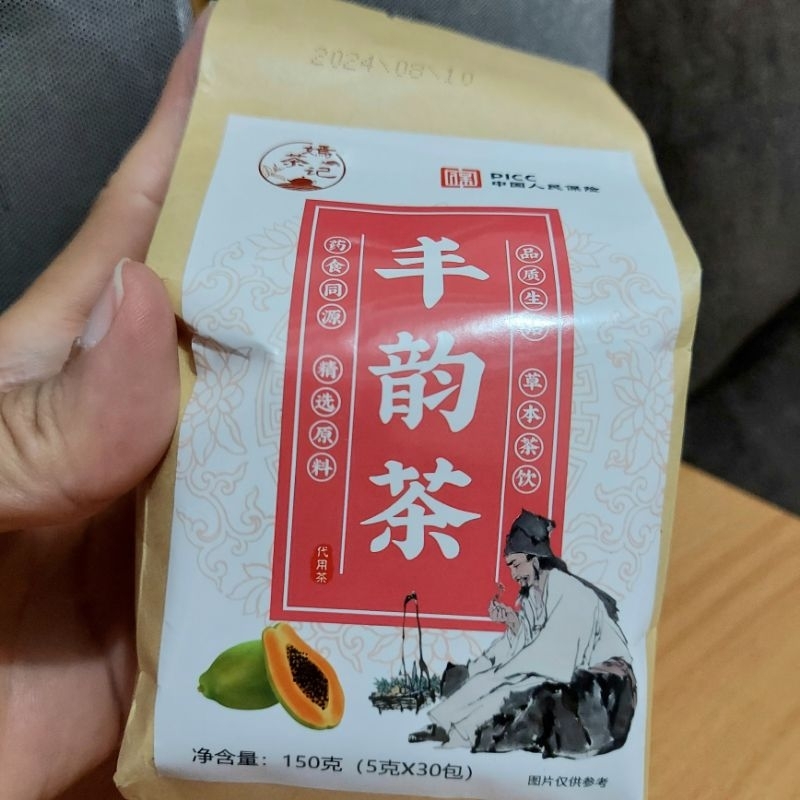 2024/08/10
嫣茶记
PICC
中国人民保险
丰韵茶
药食同源 精选原料
品质生活 草本茶饮
代用茶
净含量：150克（5克X30包）
图片仅供参考